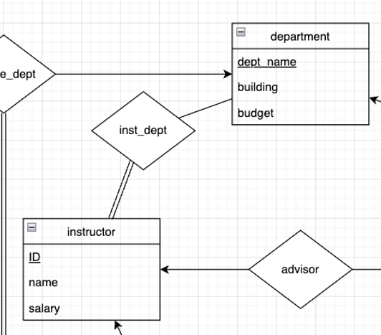 department
e_dept
dept_name
building
budget
inst_dept
instructor
ID
name
salary
advisor